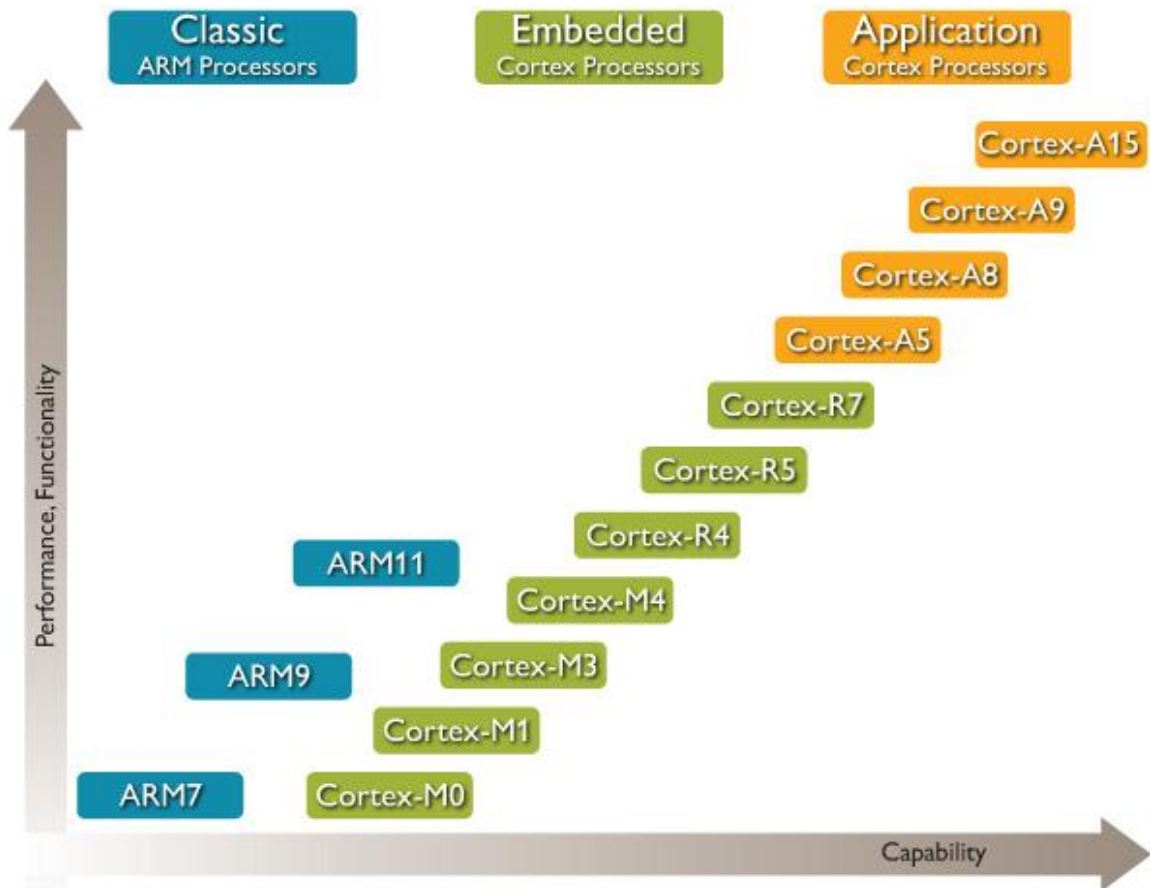 Classic
ARM Processors
Embedded
Cortex Processors
Application
Cortex Processors
Cortex-A15
Cortex-A9
Cortex-A8
Cortex-A5
Cortex-R7
Cortex-R5
Cortex-R4
ARM11
Cortex-M4
Cortex-M3
ARM9
Cortex-M1
ARM7
Cortex-M0
Performance, Functionality
Capability